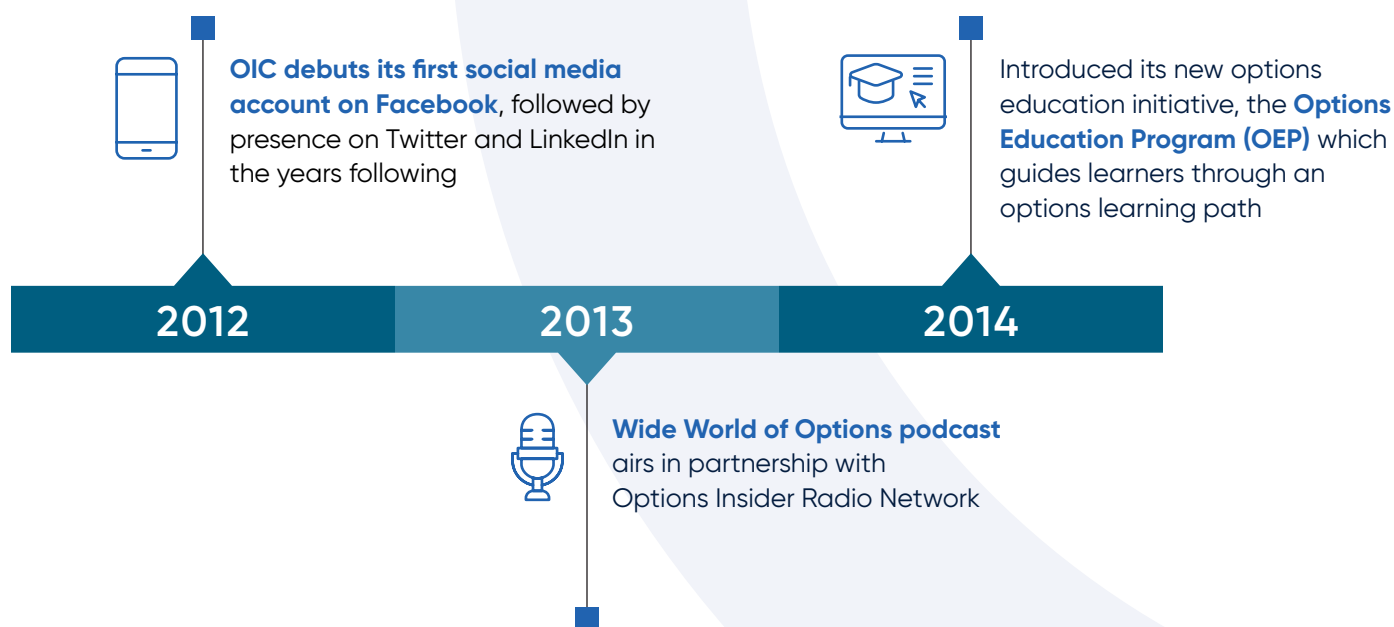 OIC debuts its first social media
account on Facebook, followed by
presence on Twitter and LinkedIn in
the years following
Introduced its new options
education initiative, the Options
Education Program (OEP) which
guides learners through an
options learning path
2012
2013
2014
Wide World of Options podcast
airs in partnership with
Options Insider Radio Network